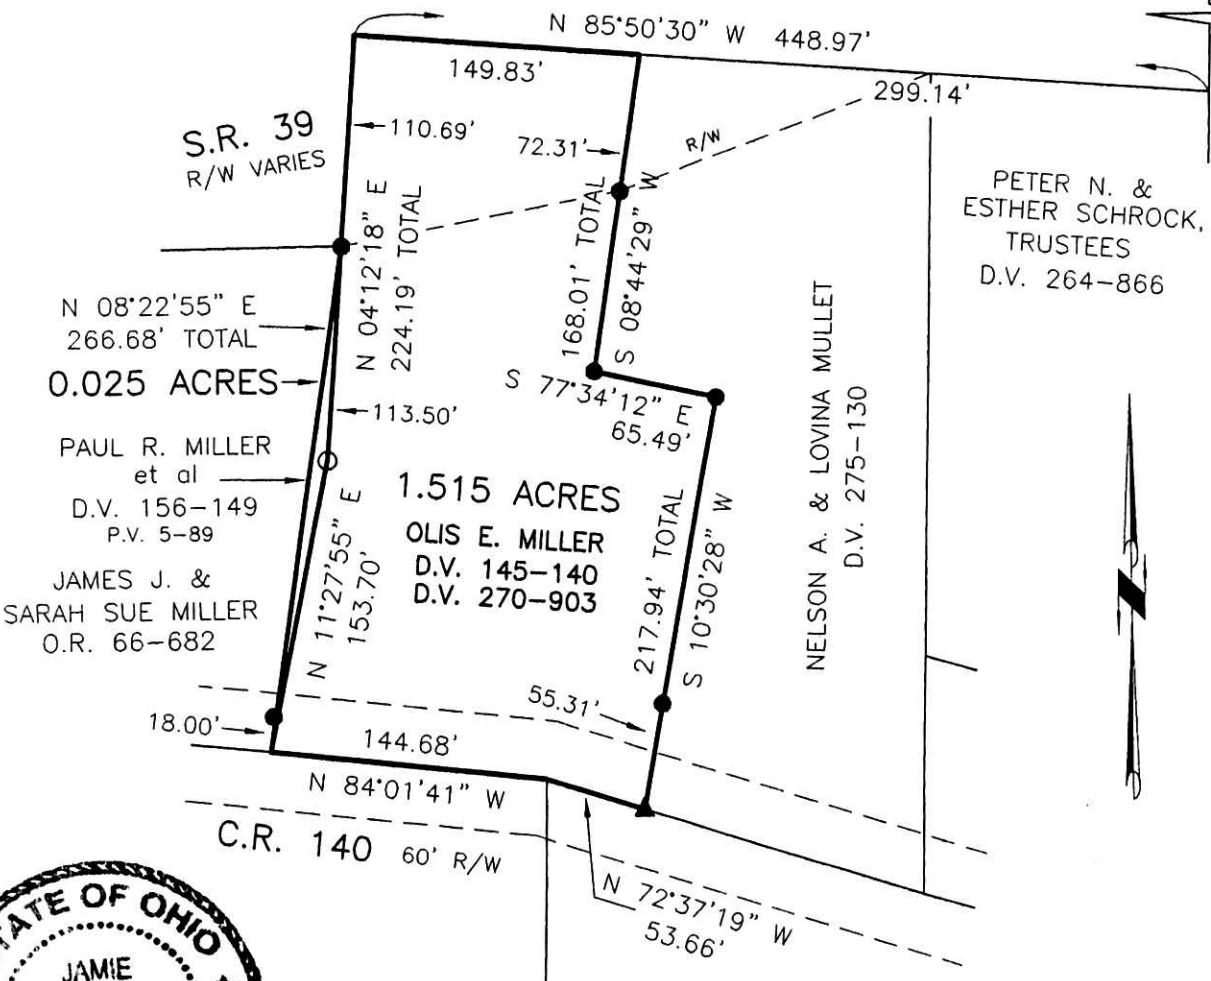 N 85°50'30" W 448.97'
149.83'
299.14'
S.R. 39
R/W VARIES
110.69'
72.31'
R/W
N 04°12'18" E
224.19' TOTAL
168.01' TOTAL
S 08°44'29" W
PETER N. &
ESTHER SCHROCK,
TRUSTEES
D.V. 264-866
N 08°22'55" E
266.68' TOTAL
0.025 ACRES
113.50'
S 77°34'12" E
65.49'
PAUL R. MILLER
et al
D.V. 156-149
P.V. 5-89
JAMES J. &
SARAH SUE MILLER
O.R. 66-682
1.515 ACRES
OLIS E. MILLER
D.V. 145-140
D.V. 270-903
N 11°27'55" E
153.70'
217.94' TOTAL
S 10°30'28" W
NELSON A. & LOVINA MULLET
D.V. 275-130
18.00'
55.31'
144.68'
N 84°01'41" W
C.R. 140 60' R/W
N 72°37'19" W
53.66'
STATE OF OHIO
JAMIE